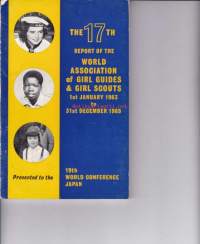 THE 17TH
REPORT OF THE
WORLD
ASSOCIATION
of GIRL GUIDES
& GIRL SCOUTS
1st JANUARY 1963
to
31st DECEMBER 1965
Presented to the
19th
WORLD CONFERENCE
JAPAN